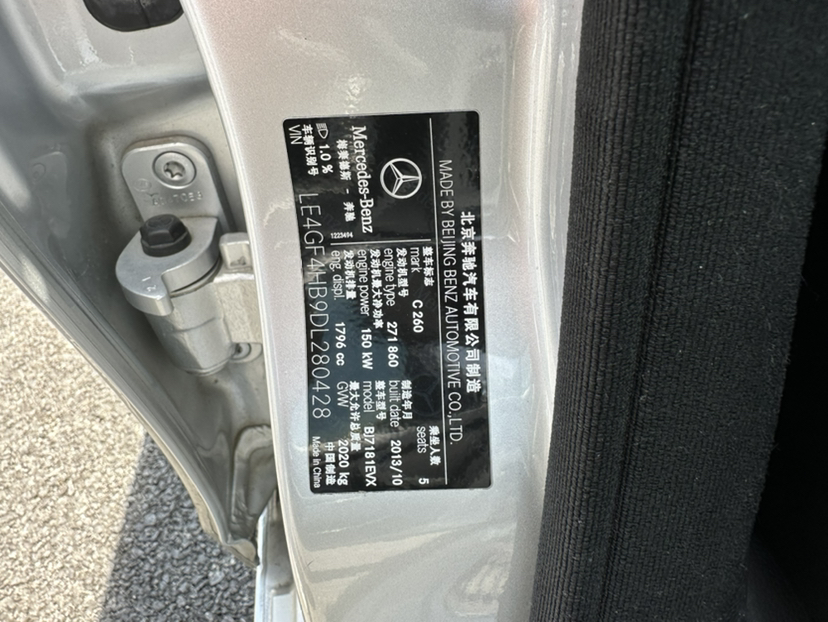 北京奔驰汽车有限公司制造
MADE BY BEIJING BENZ AUTOMOTIVE CO.,LTD.
Mercedes-Benz
梅赛德斯 - 奔驰
整车标志
mark C 260
乘坐人数
seats 5
发动机型号
engine type 271 860
制造年月
built date 2013/10
发动机最大净功率
engine power 150 kW
整车型号
model BJ7181EVX
发动机排量
eng. displ. 1796 cc
最大允许总质量
GVW 2020 kg
1.0 %
车辆识别号
VIN LE4GF4HB9DL280428
中国制造
Made in China